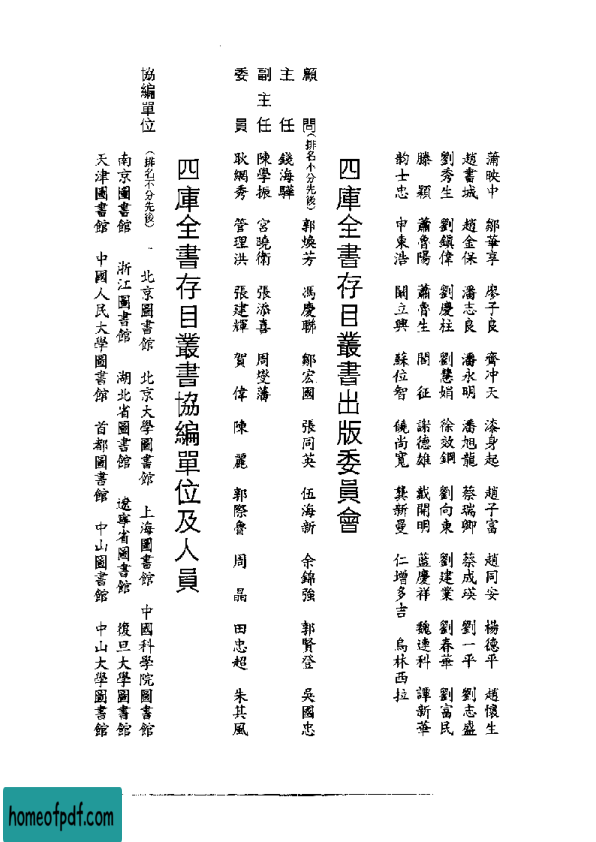 蒲映中　鄒華享　廖子良　齊冲天　漆身起　趙子富　趙同安　楊德平　趙懷生
趙書城　趙金保　潘志良　潘永明　潘旭龍　蔡瑞卿　蔡成瑛　劉一平　劉志盛
劉秀生　劉鎮偉　劉慶柱　劉慧娟　徐效鋼　劉向東　劉建業　劉春華　劉富民
滕　穎　蕭魯陽　蕭魯生　閻　征　謝德雄　戴開明　藍慶祥　魏連科　譚新華
韵士忠　申東浩　關立興　蘇位智　饒尚寬　龔新曼　仁增多吉　烏林西拉
四庫全書存目叢書出版委員會
顧　問（排名不分先後）　郭煥芳　馮慶聯　鄒宏國　張同英　伍海新　余錦強　郭賢登　吳國忠
主　任　錢海驊
副主任　陳學振　宮曉衛　張添喜　周燮藩
委　員　耿綱秀　管理洪　張建輝　賀　偉　陳　麗　郭際魯　周　晶　田忠超　朱其風
四庫全書存目叢書協編單位及人員
協編單位（排名不分先後）　北京圖書館　北京大學圖書館　上海圖書館　中國科學院圖書館
南京圖書館　浙江圖書館　湖北省圖書館　遼寧省圖書館　復旦大學圖書館
天津圖書館　中國人民大學圖書館　首都圖書館　中山圖書館　中山大學圖書館
homeofpdf.com